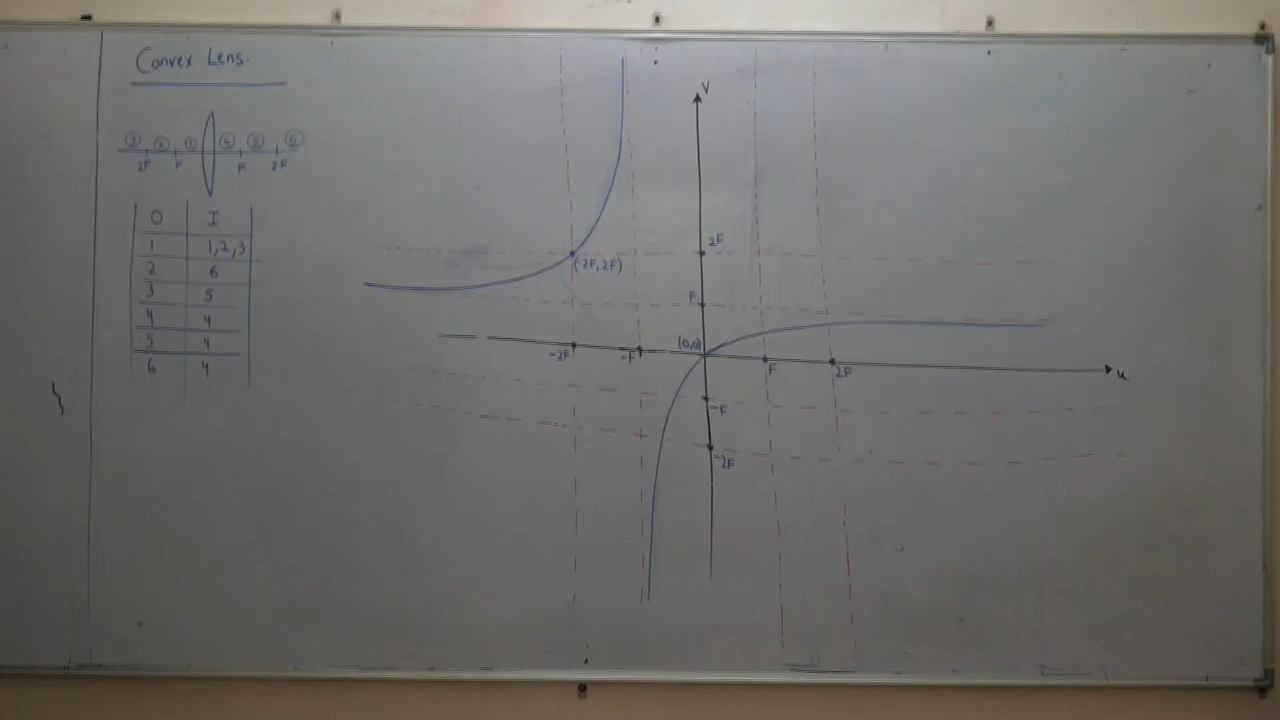 Convex Lens.
③ ② ① ④ ⑤ ⑥
2F F F 2F
O I
1 1,2,3
2 6
3 5
4 4
5 4
6 4
V
2F
(-2F,2F)
F
(0,0)
-2F -F F 2F u
-F
-2F